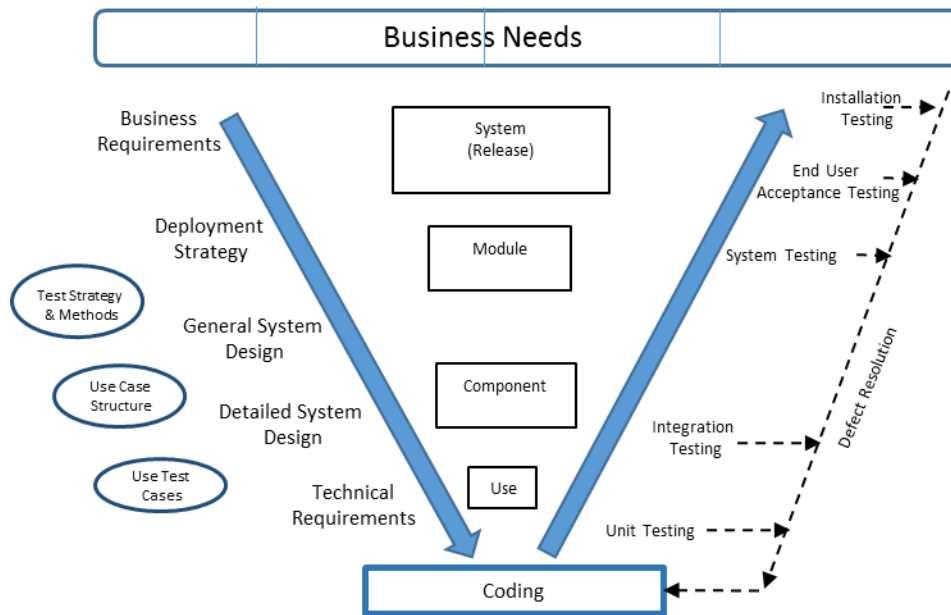 Business Needs
Business
Requirements
Deployment
Strategy
General System
Design
Detailed System
Design
Technical
Requirements
Test Strategy
& Methods
Use Case
Structure
Use Test
Cases
System
(Release)
Module
Component
Use
Coding
Installation
Testing
End User
Acceptance Testing
System Testing
Integration
Testing
Unit Testing
Defect Resolution